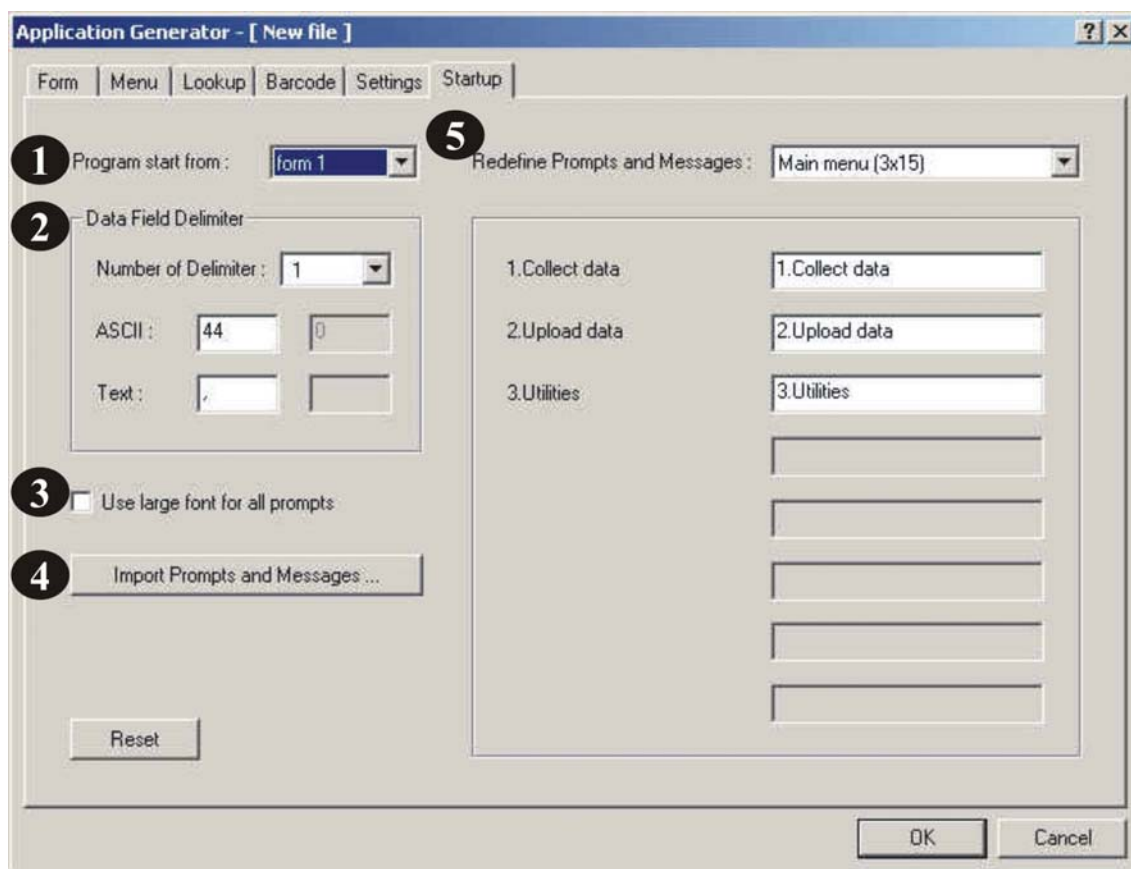 Application Generator - [ New file ]
? X
Form Menu Lookup Barcode Settings Startup
1 Program start from : form 1
5 Redefine Prompts and Messages : Main menu (3x15)
2 Data Field Delimiter
Number of Delimiter : 1
ASCII : 44 0
Text : ,
1.Collect data 1.Collect data
2.Upload data 2.Upload data
3.Utilities 3.Utilities
3 Use large font for all prompts
4 Import Prompts and Messages ...
Reset
OK Cancel